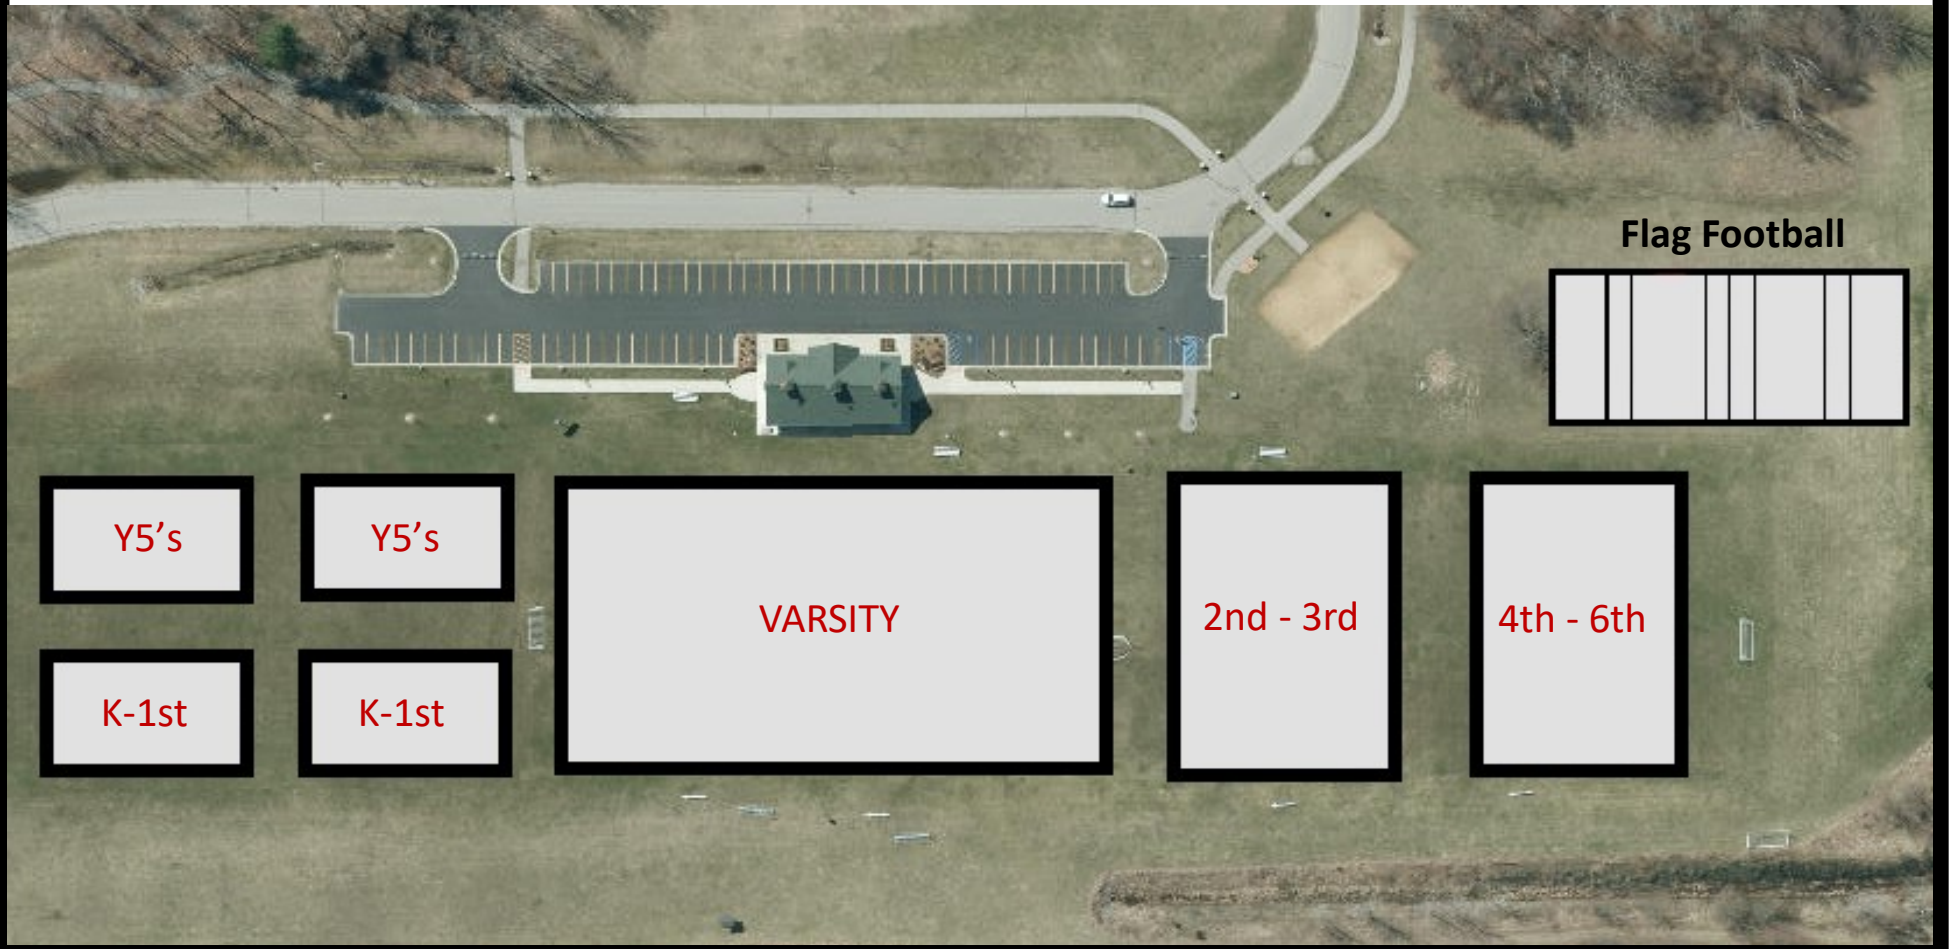 Flag Football
Y5’s
Y5’s
VARSITY
2nd - 3rd
4th - 6th
K-1st
K-1st